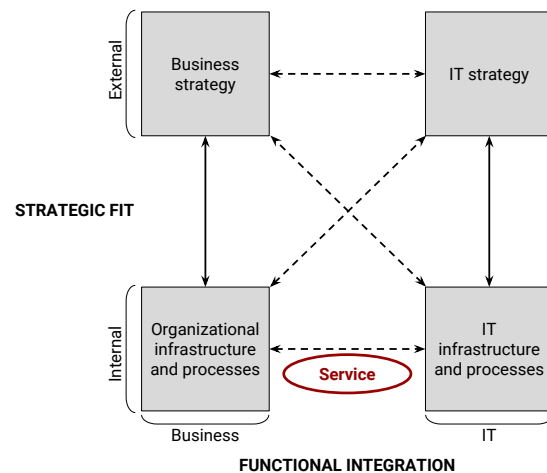 External
Business
strategy
IT strategy
STRATEGIC FIT
Internal
Organizational
infrastructure
and processes
Service
IT
infrastructure
and processes
Business
IT
FUNCTIONAL INTEGRATION